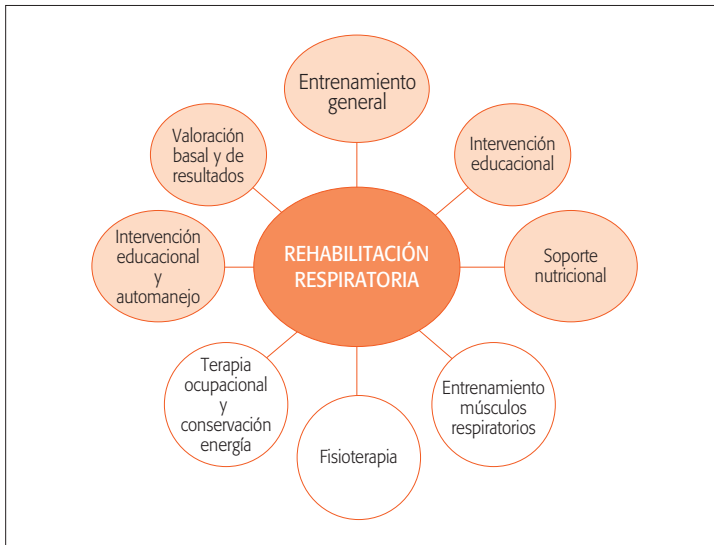 Entrenamiento
general
Valoración
basal y de
resultados
Intervención
educacional
Intervención
educacional
y
automanejo
REHABILITACIÓN
RESPIRATORIA
Soporte
nutricional
Terapia
ocupacional
y
conservación
energía
Fisioterapia
Entrenamiento
músculos
respiratorios